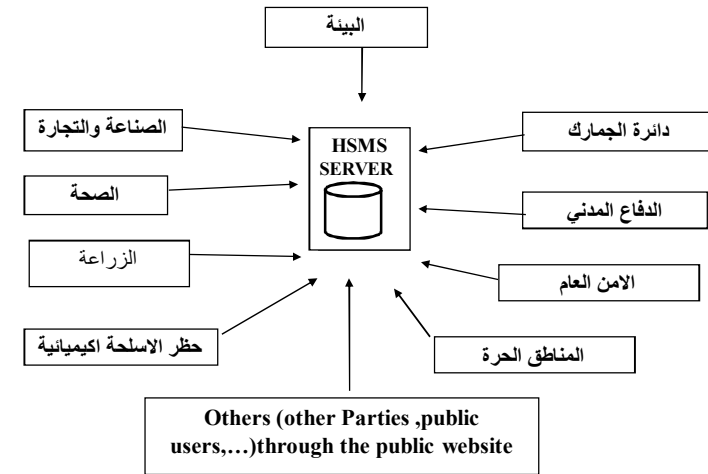 البيئة
الصناعة والتجارة
HSMS
SERVER
دائرة الجمارك
الصحة
الدفاع المدني
الزراعة
الامن العام
حظر الاسلحة اكيميائية
المناطق الحرة
Others (other Parties ,public
users,…)through the public website